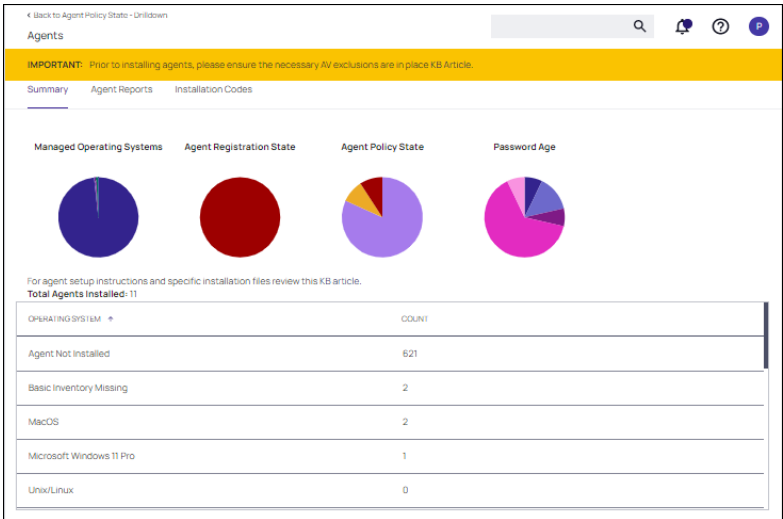 Back to Agent Policy State - Drilldown
Agents
P
IMPORTANT: Prior to installing agents, please ensure the necessary AV exclusions are in place KB Article.
Summary Agent Reports Installation Codes
Managed Operating Systems Agent Registration State Agent Policy State Password Age
For agent setup instructions and specific installation files review this KB article.
Total Agents Installed: 11
OPERATING SYSTEM COUNT
Agent Not Installed 621
Basic Inventory Missing 2
MacOS 2
Microsoft Windows 11 Pro 1
Unix/Linux 0